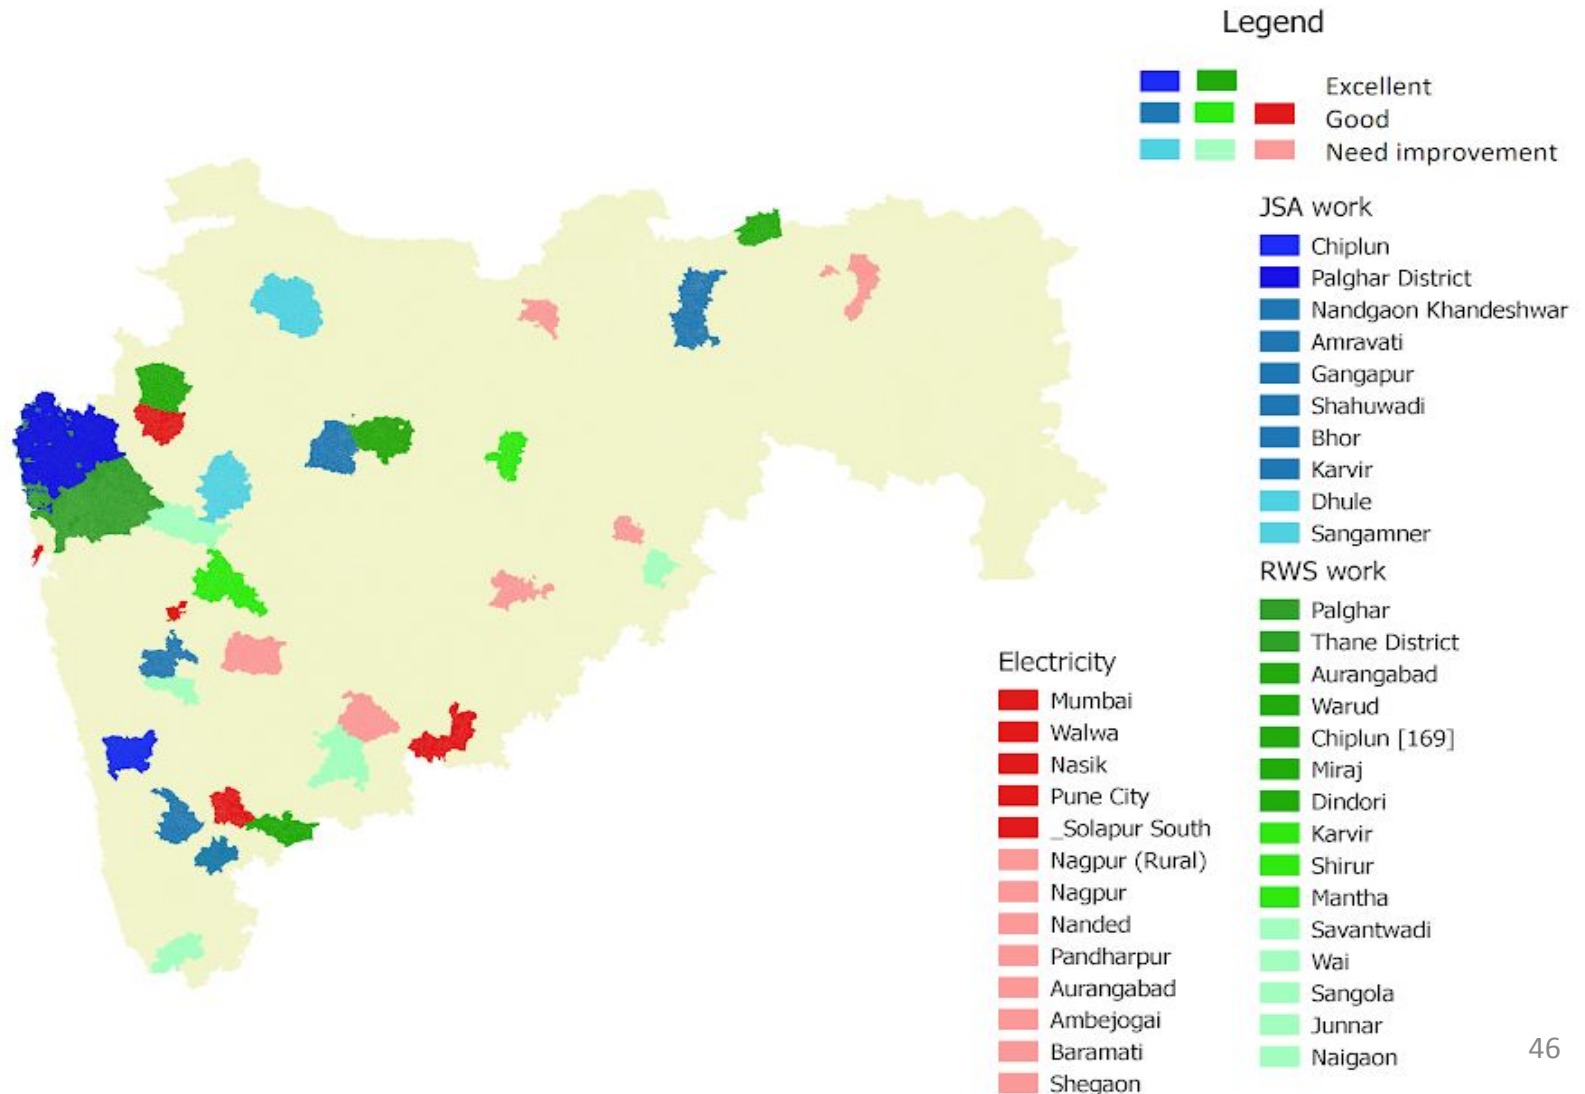 Legend
Excellent
Good
Need improvement
JSA work
Chiplun
Palghar District
Nandgaon Khandeshwar
Amravati
Gangapur
Shahuwadi
Bhor
Karvir
Dhule
Sangamner
RWS work
Palghar
Thane District
Aurangabad
Warud
Chiplun [169]
Miraj
Dindori
Karvir
Shirur
Mantha
Savantwadi
Wai
Sangola
Junnar
Naigaon
Electricity
Mumbai
Walwa
Nasik
Pune City
_Solapur South
Nagpur (Rural)
Nagpur
Nanded
Pandharpur
Aurangabad
Ambejogai
Baramati
Shegaon
46